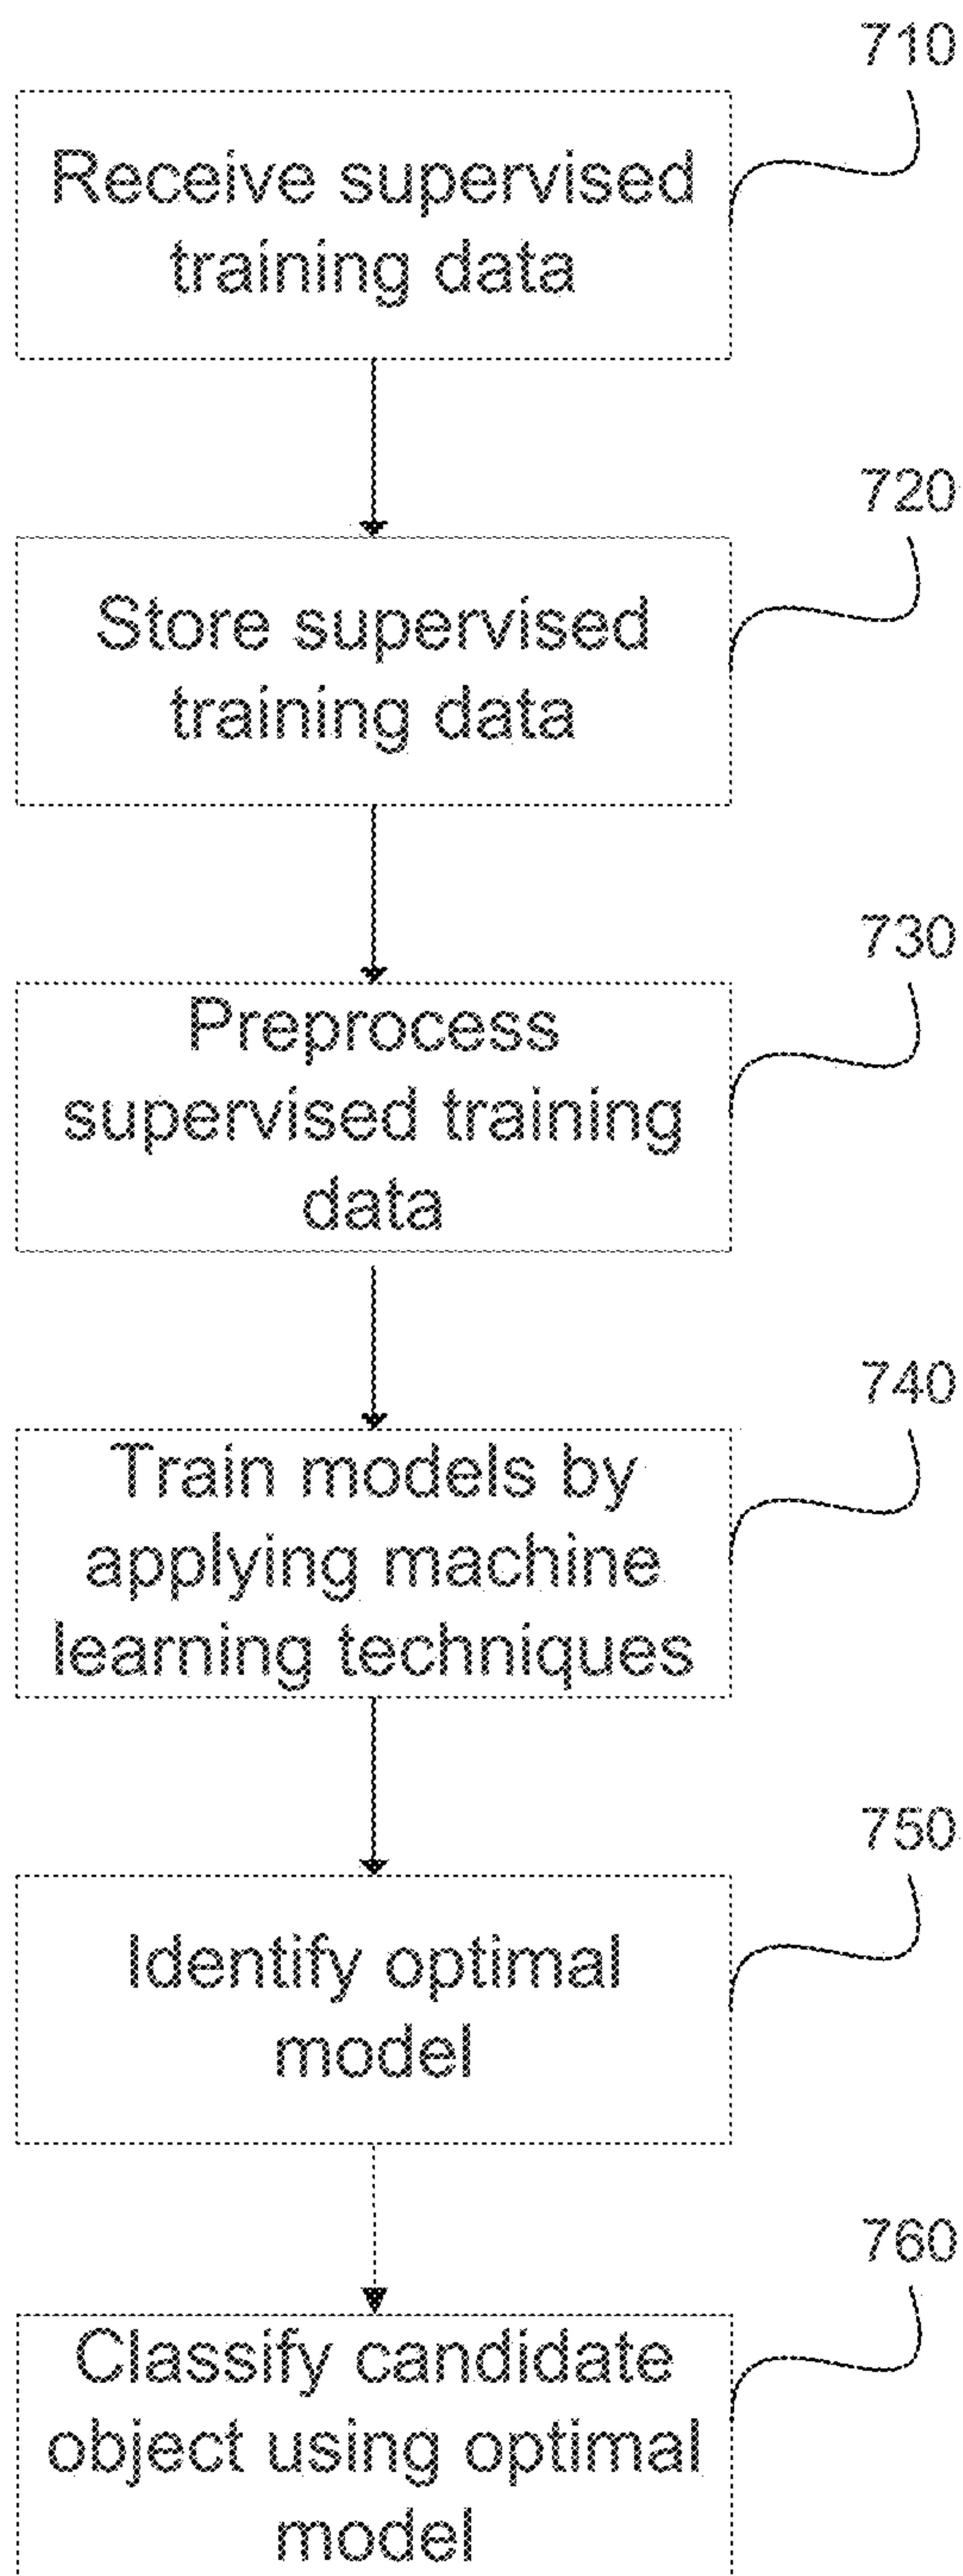 710
Receive supervised
training data
720
Store supervised
training data
730
Preprocess
supervised training
data
740
Train models by
applying machine
learning techniques
750
Identify optimal
model
760
Classify candidate
object using optimal
model